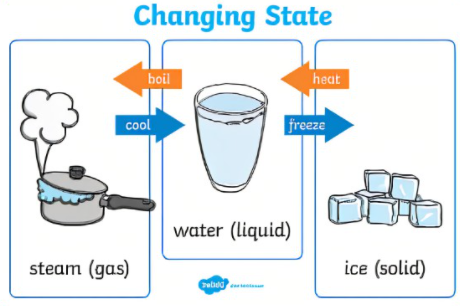 Changing State
boil
heat
cool
freeze
steam (gas)
water (liquid)
ice (solid)